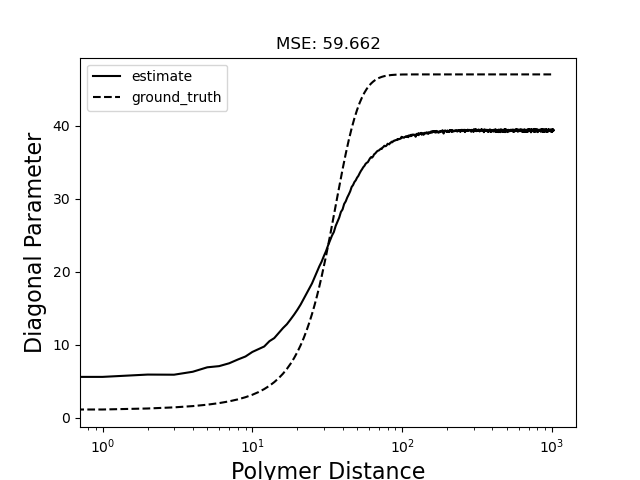 MSE: 59.662
estimate
ground_truth
Diagonal Parameter
40
30
20
10
0
10⁰
10¹
10²
10³
Polymer Distance